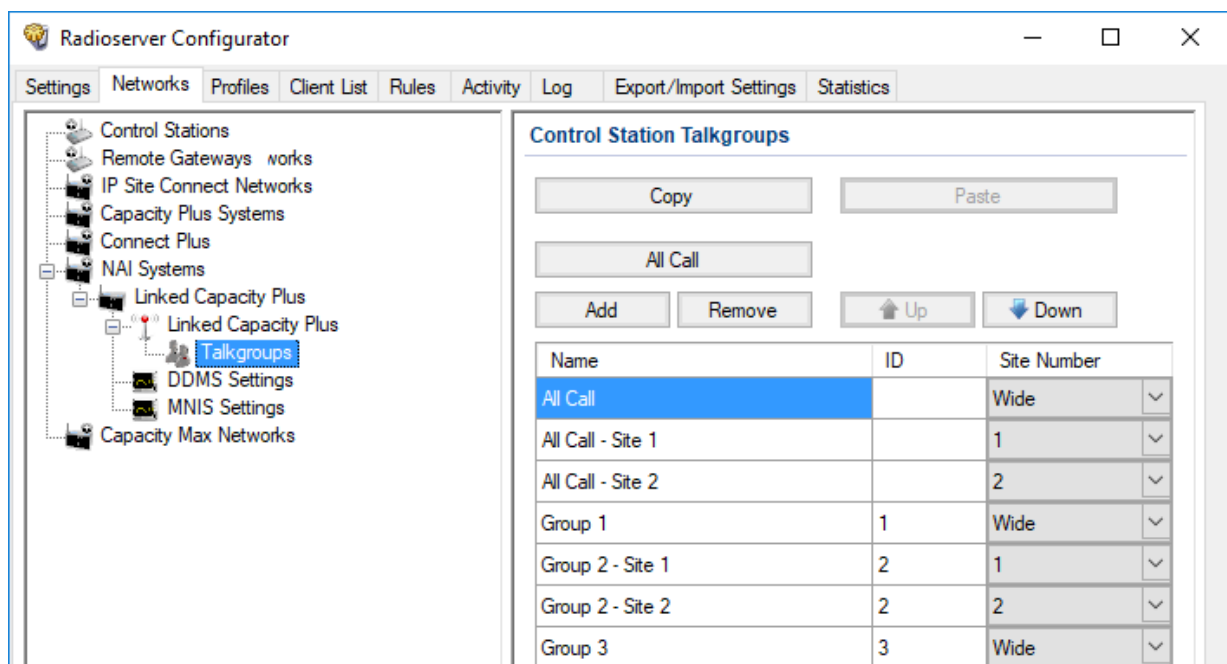 Radioserver Configurator
Settings Networks Profiles Client List Rules Activity Log Export/Import Settings Statistics
Control Stations
Remote Gateways works
IP Site Connect Networks
Capacity Plus Systems
Connect Plus
NAI Systems
Linked Capacity Plus
Linked Capacity Plus
Talkgroups
DDMS Settings
MNIS Settings
Capacity Max Networks
Control Station Talkgroups
Copy Paste
All Call
Add Remove Up Down
Name ID Site Number
All Call Wide
All Call - Site 1 1
All Call - Site 2 2
Group 1 1 Wide
Group 2 - Site 1 2 1
Group 2 - Site 2 2 2
Group 3 3 Wide